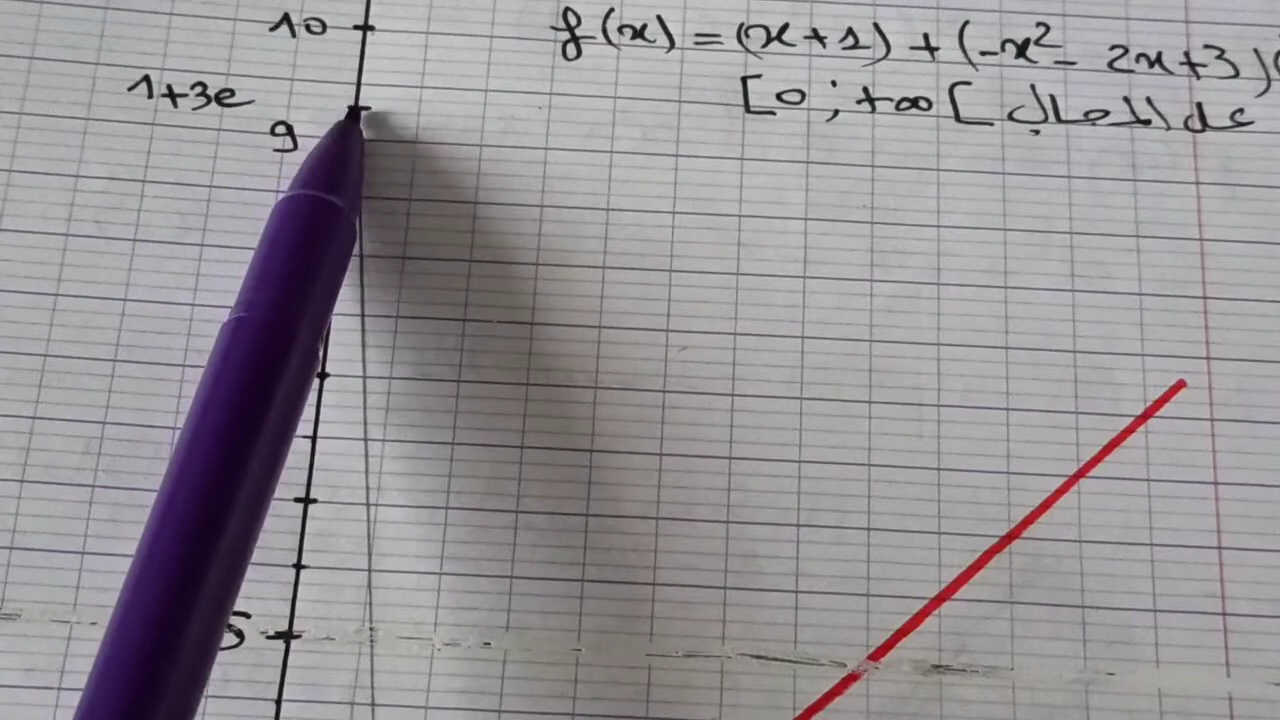 10
f(x) = (x+1) + (-x² - 2x+3)(
[0 ; +∞[ على المجال
1+3e
9
5